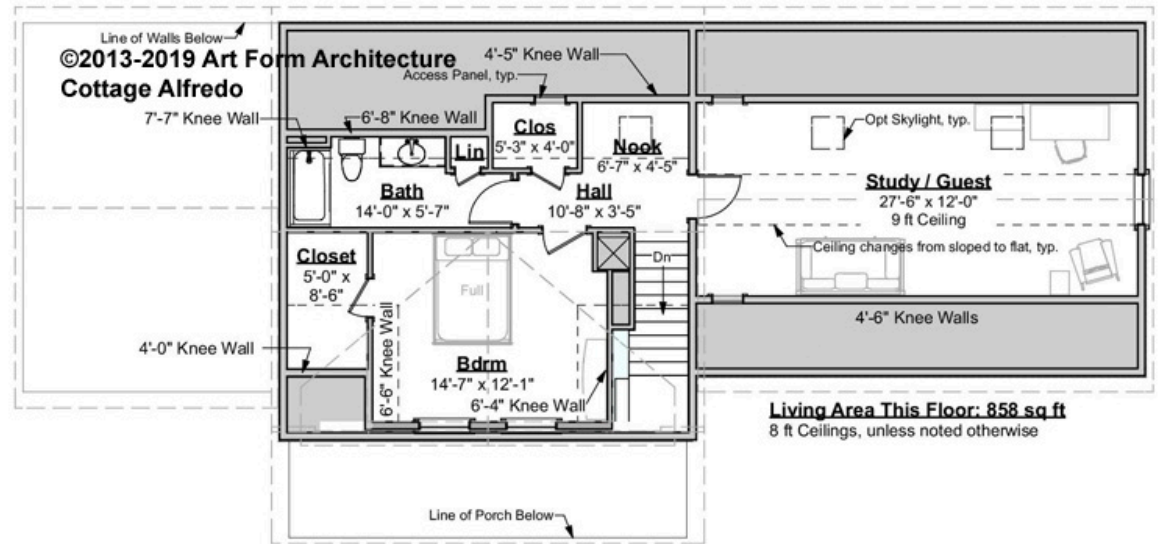 Line of Walls Below
©2013-2019 Art Form Architecture
Cottage Alfredo
4'-5" Knee Wall
Access Panel, typ.
7'-7" Knee Wall
6'-8" Knee Wall
Clos
5'-3" x 4'-0"
Lin
Nook
6'-7" x 4'-5"
Opt Skylight, typ.
Bath
14'-0" x 5'-7"
Hall
10'-8" x 3'-5"
Study / Guest
27'-6" x 12'-0"
9 ft Ceiling
Ceiling changes from sloped to flat, typ.
Closet
5'-0" x
8'-6"
Full
Dn
4'-6" Knee Walls
4'-0" Knee Wall
6'-6" Knee Wall
Bdrm
14'-7" x 12'-1"
6'-4" Knee Wall
Living Area This Floor: 858 sq ft
8 ft Ceilings, unless noted otherwise
Line of Porch Below